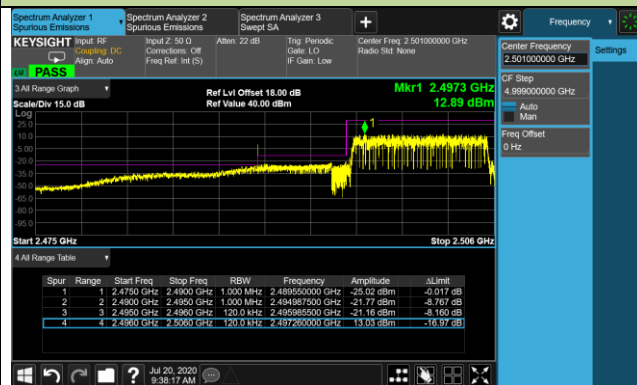 Spectrum Analyzer 1
Spurious Emissions
Spectrum Analyzer 2
Spurious Emissions
Spectrum Analyzer 3
Swept SA
Frequency
KEYSIGHT
Input: RF
Coupling: DC
Align: Auto
Input Z: 50 Ω
Corrections: Off
Freq Ref: Int (S)
Atten: 22 dB
Trig: Periodic
Gate: LO
IF Gain: Low
Center Freq: 2.501000000 GHz
Radio Std: None
PASS
Center Frequency
2.501000000 GHz
Settings
CF Step
4.999000000 GHz
Auto
Man
Freq Offset
0 Hz
3 All Range Graph
Ref Lvl Offset 18.00 dB
Mkr1 2.4973 GHz
Scale/Div 15.0 dB
Ref Value 40.00 dBm
12.89 dBm
Log
25.0
10.0
-5.00
-20.0
-35.0
-50.0
-65.0
-80.0
-95.0
1
Start 2.475 GHz
Stop 2.506 GHz
4 All Range Table
Spur Range Start Freq Stop Freq RBW Frequency Amplitude ΔLimit
1 1 2.4750 GHz 2.4900 GHz 1.000 MHz 2.489550000 GHz -25.02 dBm -0.017 dB
2 2 2.4900 GHz 2.4950 GHz 1.000 MHz 2.494987500 GHz -21.77 dBm -8.767 dB
3 3 2.4950 GHz 2.4960 GHz 120.0 kHz 2.495985500 GHz -21.16 dBm -8.160 dB
4 4 2.4960 GHz 2.5060 GHz 120.0 kHz 2.497260000 GHz 13.03 dBm -16.97 dB
Jul 20, 2020
9:38:17 AM